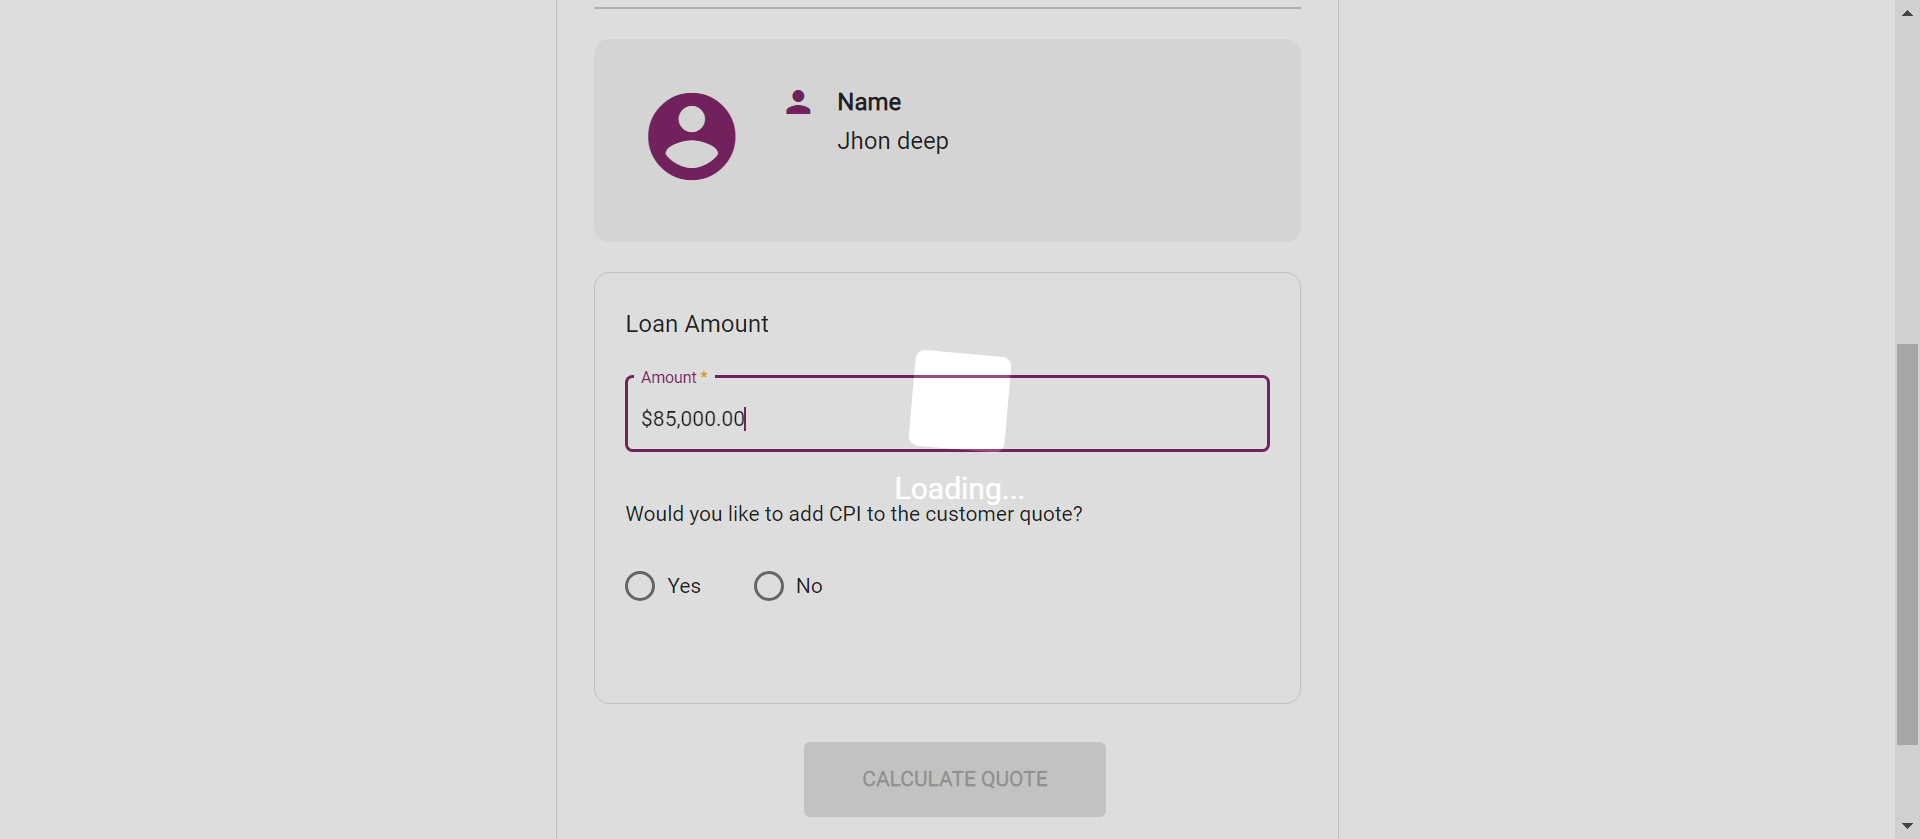 Name
Jhon deep
Loan Amount
Amount *
$85,000.00
Loading...
Would you like to add CPI to the customer quote?
Yes No
CALCULATE QUOTE